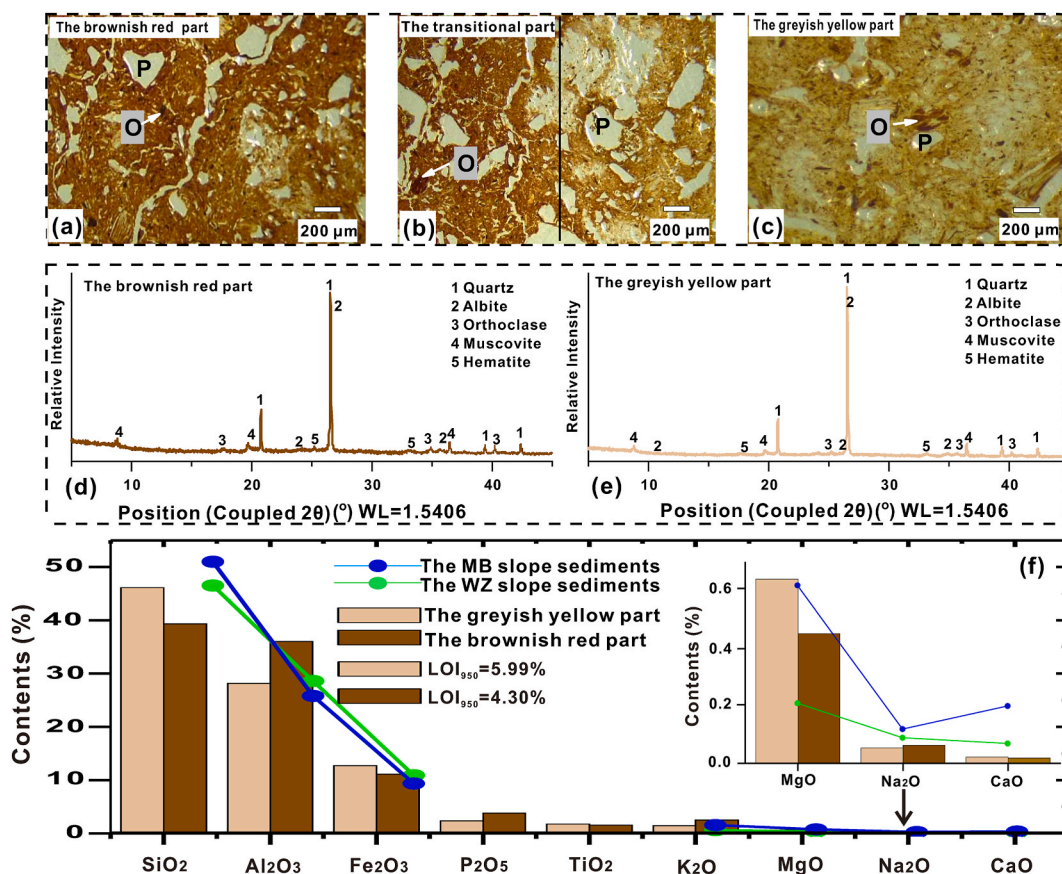 The brownish red part
P
O
(a)
200 μm
The transitional part
P
O
(b)
200 μm
The greyish yellow part
O
P
(c)
200 μm
Relative Intensity
The brownish red part
1 Quartz
2 Albite
3 Orthoclase
4 Muscovite
5 Hematite
1
2
4
3
4
1
2
5
5
3
2
4
1
3
1
(d)
10
20
30
40
Position (Coupled 2θ)(°) WL=1.5406
Relative Intensity
The greyish yellow part
1 Quartz
2 Albite
3 Orthoclase
4 Muscovite
5 Hematite
1
2
4
2
5
4
1
3
2
5
2
3
4
1
3
1
(e)
10
20
30
40
Position (Coupled 2θ)(°) WL=1.5406
Contents (%)
50
40
30
20
10
0
The MB slope sediments
The WZ slope sediments
The greyish yellow part
The brownish red part
LOI950=5.99%
LOI950=4.30%
(f)
Contents (%)
0.6
0.4
0.2
0.0
MgO
Na2O
CaO
SiO2
Al2O3
Fe2O3
P2O5
TiO2
K2O
MgO
Na2O
CaO